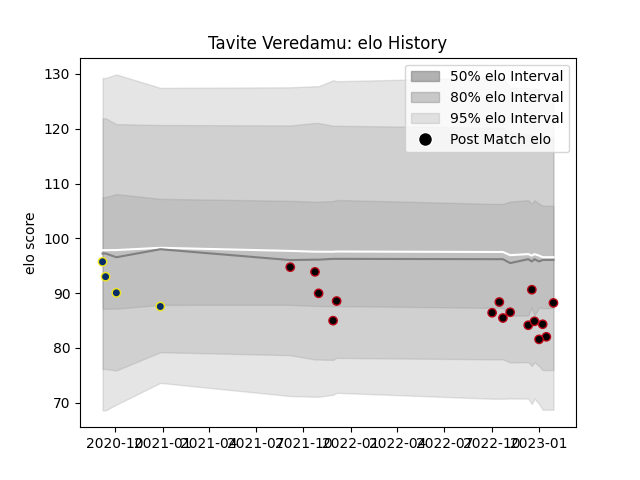 Tavite Veredamu: elo History
50% elo Interval
80% elo Interval
95% elo Interval
Post Match elo
elo score
130
120
110
100
90
80
70
2020-10 2021-01 2021-04 2021-07 2021-10 2022-01 2022-04 2022-07 2022-10 2023-01